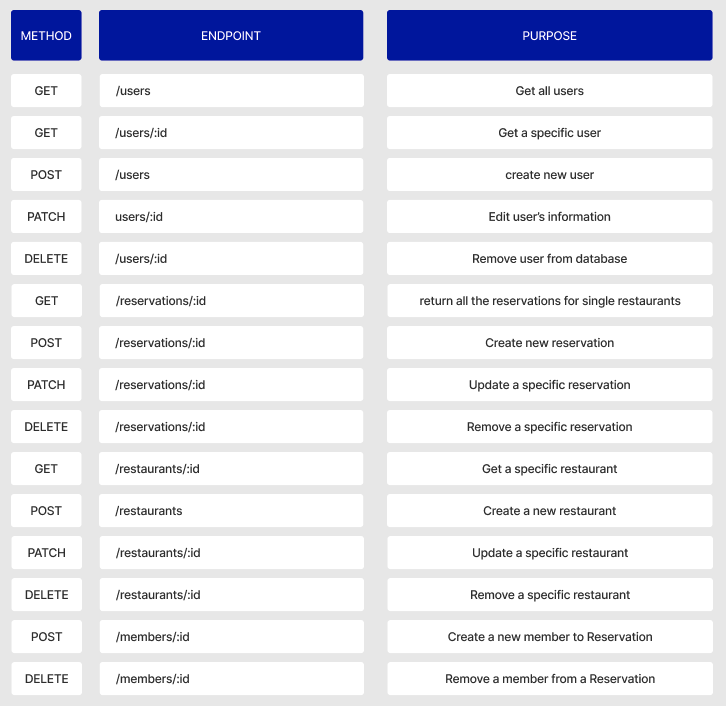 METHOD ENDPOINT PURPOSE
GET /users Get all users
GET /users/:id Get a specific user
POST /users create new user
PATCH users/:id Edit user's information
DELETE /users/:id Remove user from database
GET /reservations/:id return all the reservations for single restaurants
POST /reservations/:id Create new reservation
PATCH /reservations/:id Update a specific reservation
DELETE /reservations/:id Remove a specific reservation
GET /restaurants/:id Get a specific restaurant
POST /restaurants Create a new restaurant
PATCH /restaurants/:id Update a specific restaurant
DELETE /restaurants/:id Remove a specific restaurant
POST /members/:id Create a new member to Reservation
DELETE /members/:id Remove a member from a Reservation